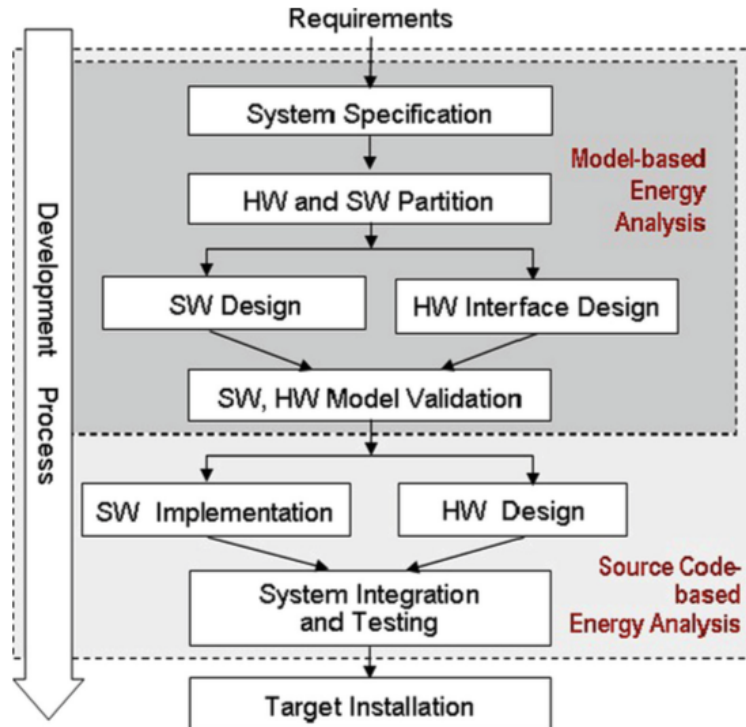 Requirements
System Specification
Model-based
Energy
Analysis
HW and SW Partition
Development Process
SW Design
HW Interface Design
SW, HW Model Validation
SW Implementation
HW Design
System Integration
and Testing
Source Code-
based
Energy Analysis
Target Installation